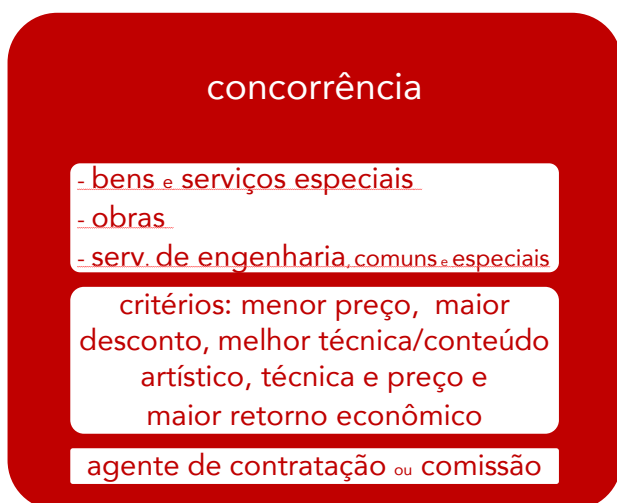 concorrência
- bens e serviços especiais
- obras
- serv. de engenharia, comuns e especiais
critérios: menor preço, maior
desconto, melhor técnica/conteúdo
artístico, técnica e preço e
maior retorno econômico
agente de contratação ou comissão